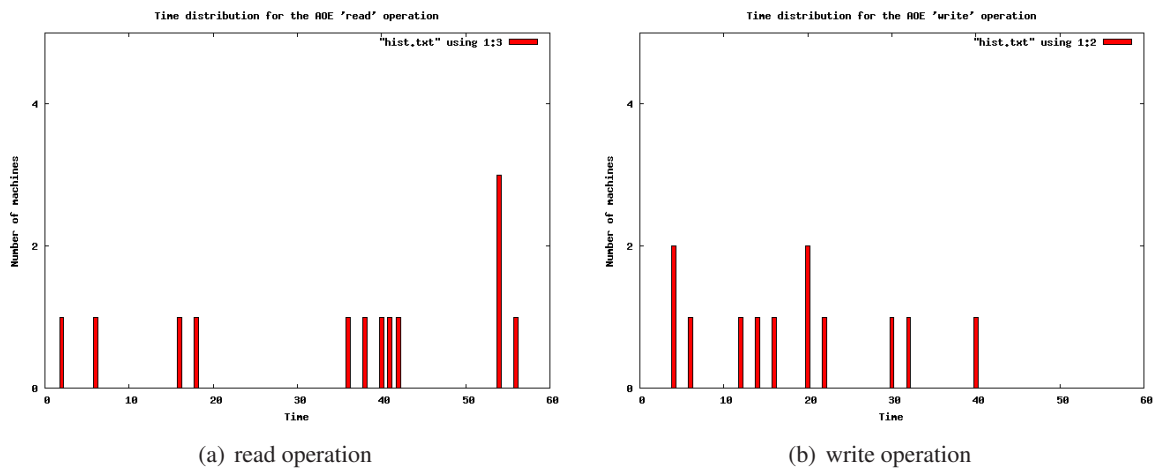 Time distribution for the AOE 'read' operation
"hist.txt" using 1:3
4
2
0
Number of machines
0 10 20 30 40 50 60
Time
(a) read operation
Time distribution for the AOE 'write' operation
"hist.txt" using 1:2
4
2
0
Number of machines
0 10 20 30 40 50 60
Time
(b) write operation